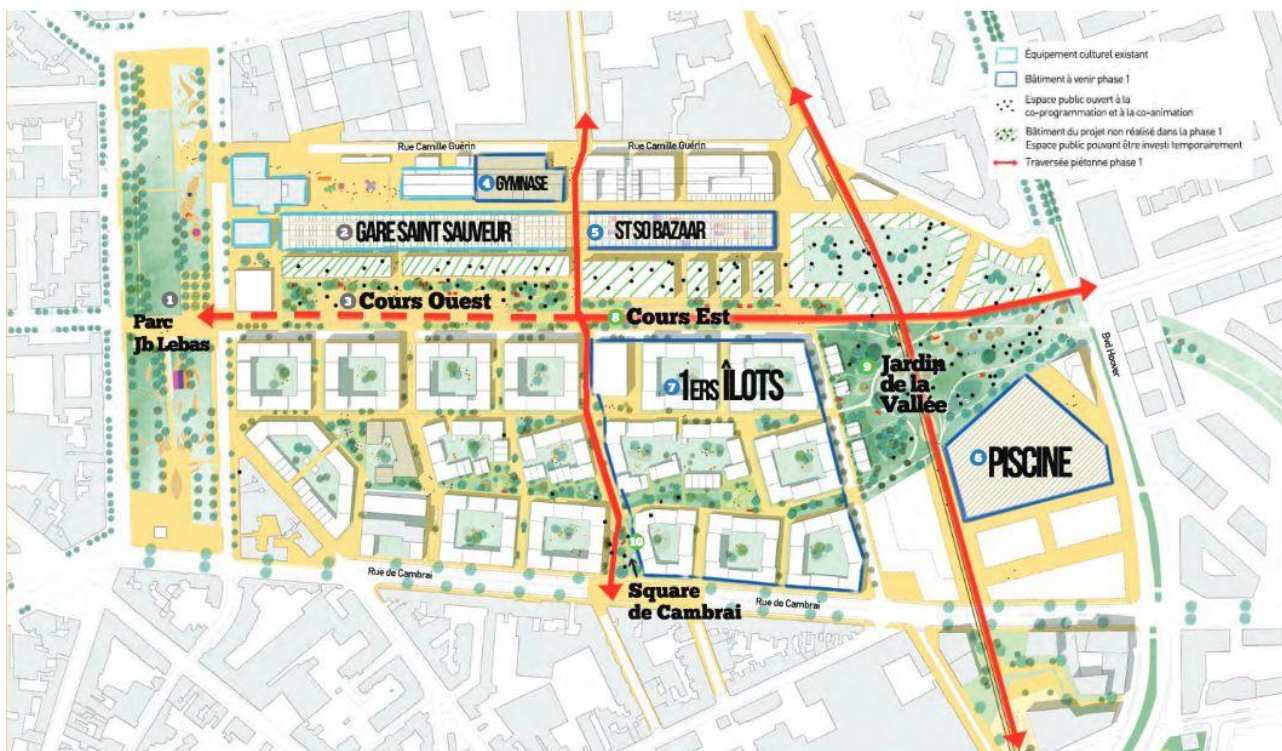 Équipement culturel existant
Bâtiment à venir phase 1
Espace public ouvert à la
co-programmation et à la co-animation
Bâtiment du projet non réalisé dans la phase 1
Espace public pouvant être investi temporairement
Traversée piétonne phase 1
Rue Camille Guérin
Rue Camille Guérin
4 GYMNASE
2 GARE SAINT SAUVEUR
5 ST SO BAZAAR
1
Parc
Jb Lebas
3 Cours Ouest
8 Cours Est
Bvd Hoover
7 1ERS ÎLOTS
9 Jardin
de la
Vallée
6 PISCINE
10
Square
de Cambrai
Rue de Cambrai
Rue de Cambrai